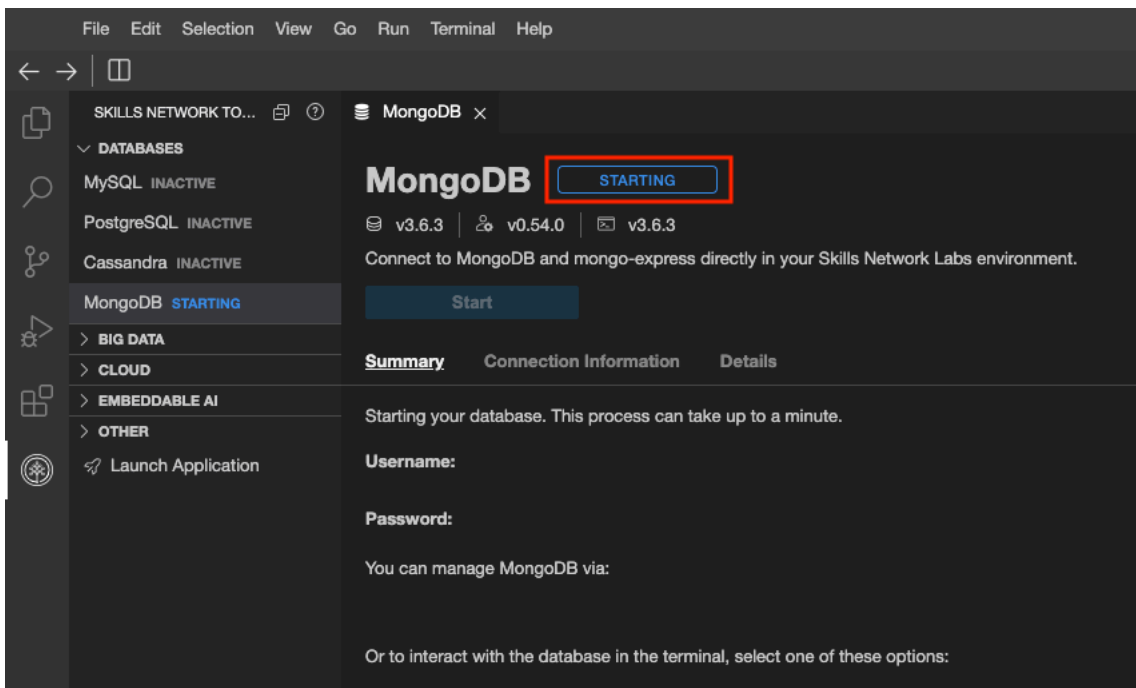 File Edit Selection View Go Run Terminal Help
SKILLS NETWORK TO...
DATABASES
MySQL INACTIVE
PostgreSQL INACTIVE
Cassandra INACTIVE
MongoDB STARTING
BIG DATA
CLOUD
EMBEDDABLE AI
OTHER
Launch Application
MongoDB
MongoDB STARTING
v3.6.3 v0.54.0 v3.6.3
Connect to MongoDB and mongo-express directly in your Skills Network Labs environment.
Start
Summary Connection Information Details
Starting your database. This process can take up to a minute.
Username:
Password:
You can manage MongoDB via:
Or to interact with the database in the terminal, select one of these options: